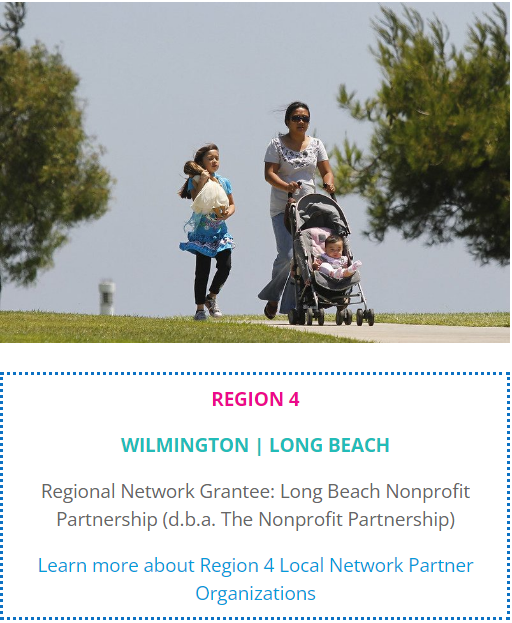 REGION 4
WILMINGTON | LONG BEACH
Regional Network Grantee: Long Beach Nonprofit
Partnership (d.b.a. The Nonprofit Partnership)
Learn more about Region 4 Local Network Partner
Organizations